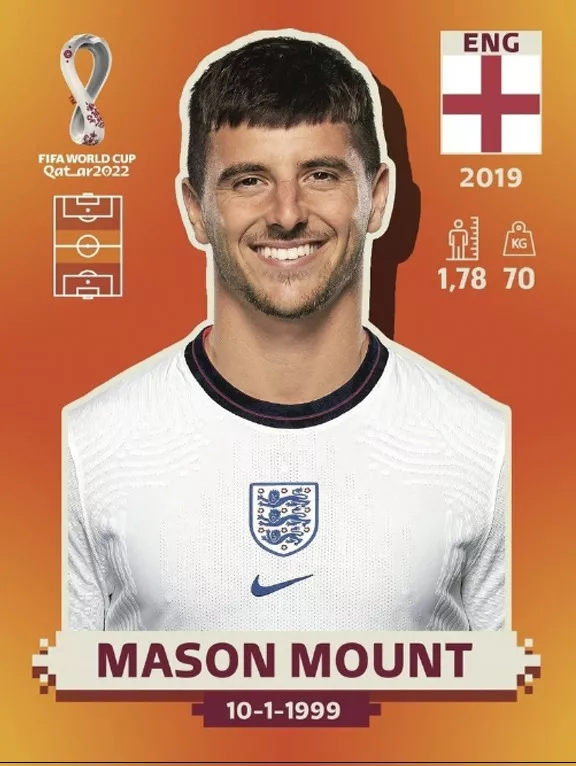 FIFA WORLD CUP
Qatar2022
ENG
2019
KG
1,78 70
MASON MOUNT
10-1-1999